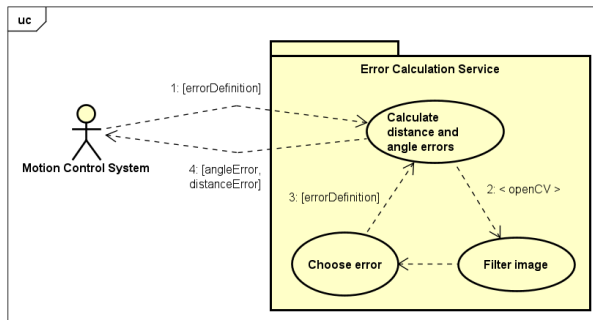 uc
Error Calculation Service
1: [errorDefinition]
Calculate
distance and
angle errors
Motion Control System
4: [angleError,
distanceError]
2: < openCV >
3: [errorDefinition]
Choose error
Filter image